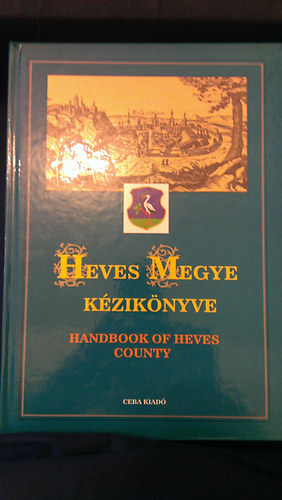 HEVES MEGYE
KÉZIKÖNYVE
HANDBOOK OF HEVES
COUNTY
CEBA KIADÓ